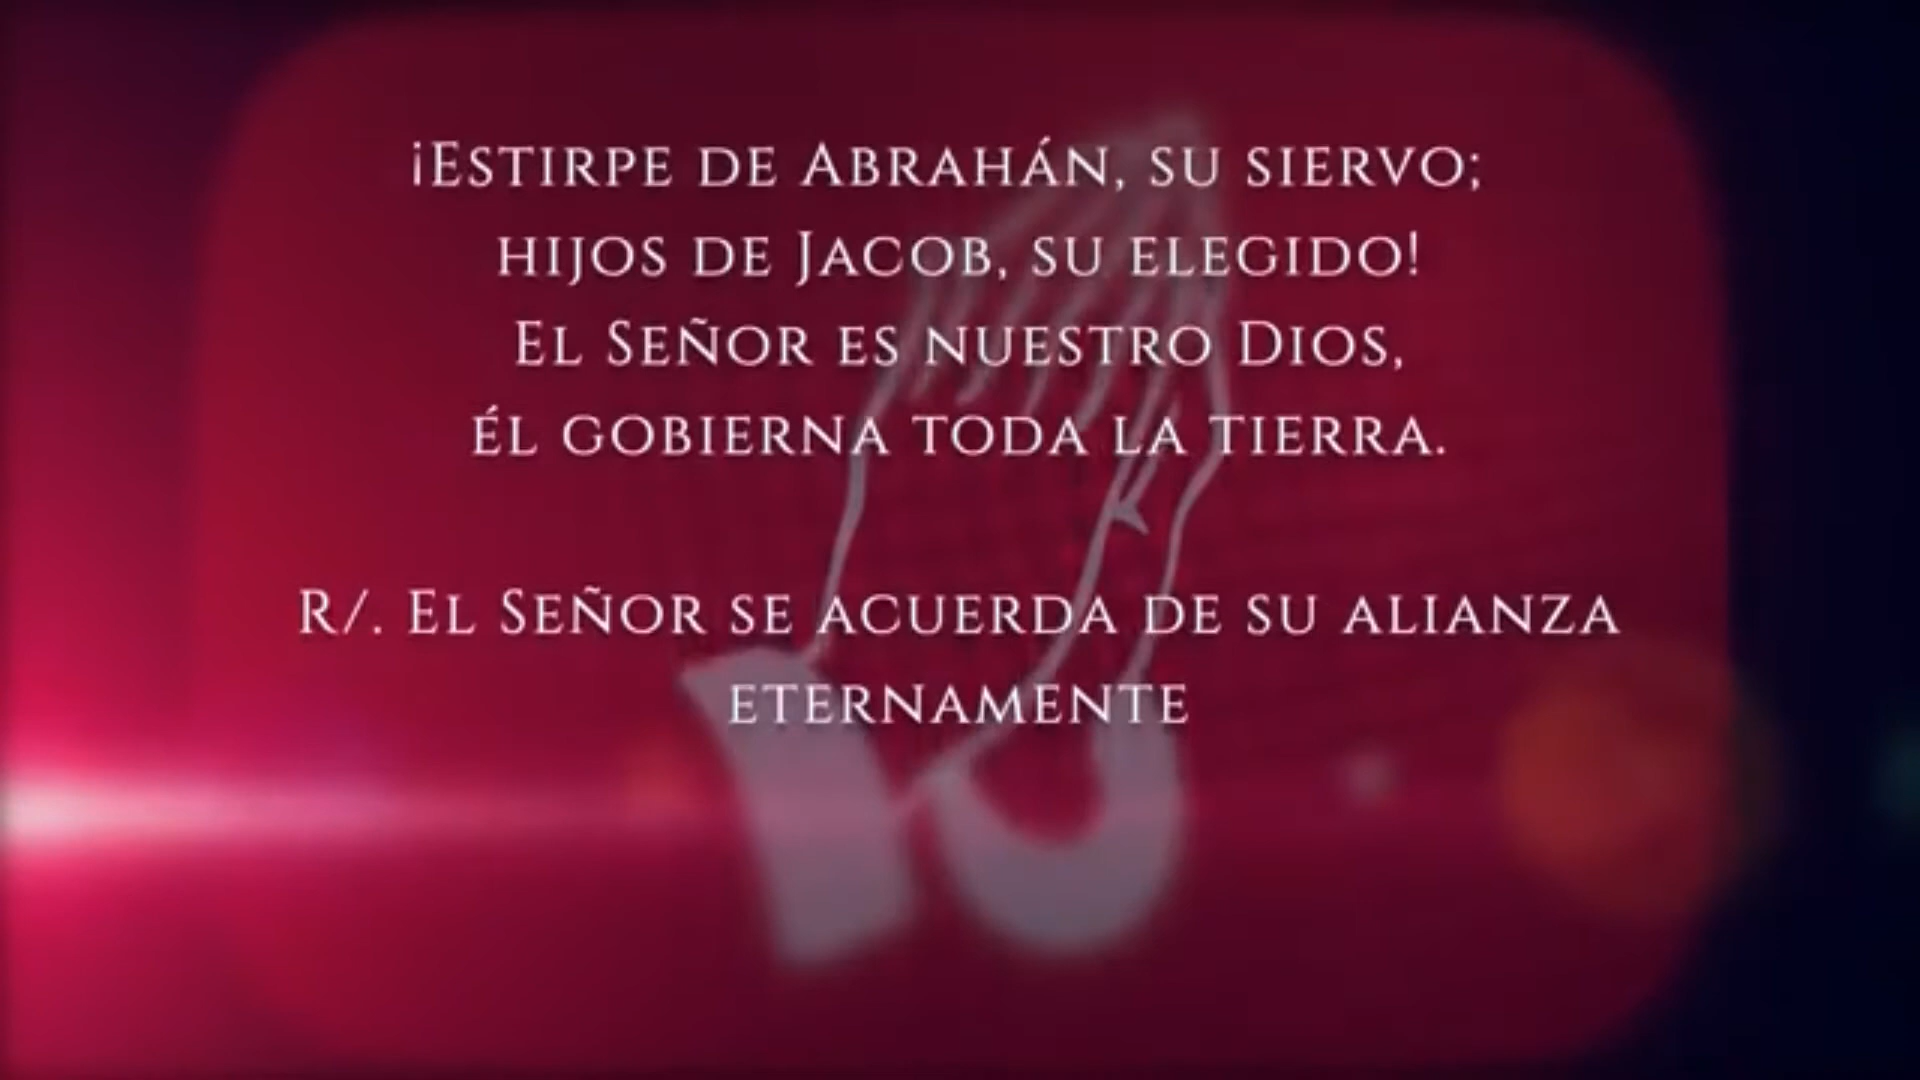 ¡Estirpe de Abrahán, su siervo;
hijos de Jacob, su elegido!
El Señor es nuestro Dios,
él gobierna toda la tierra.
R/. El Señor se acuerda de su alianza
eternamente